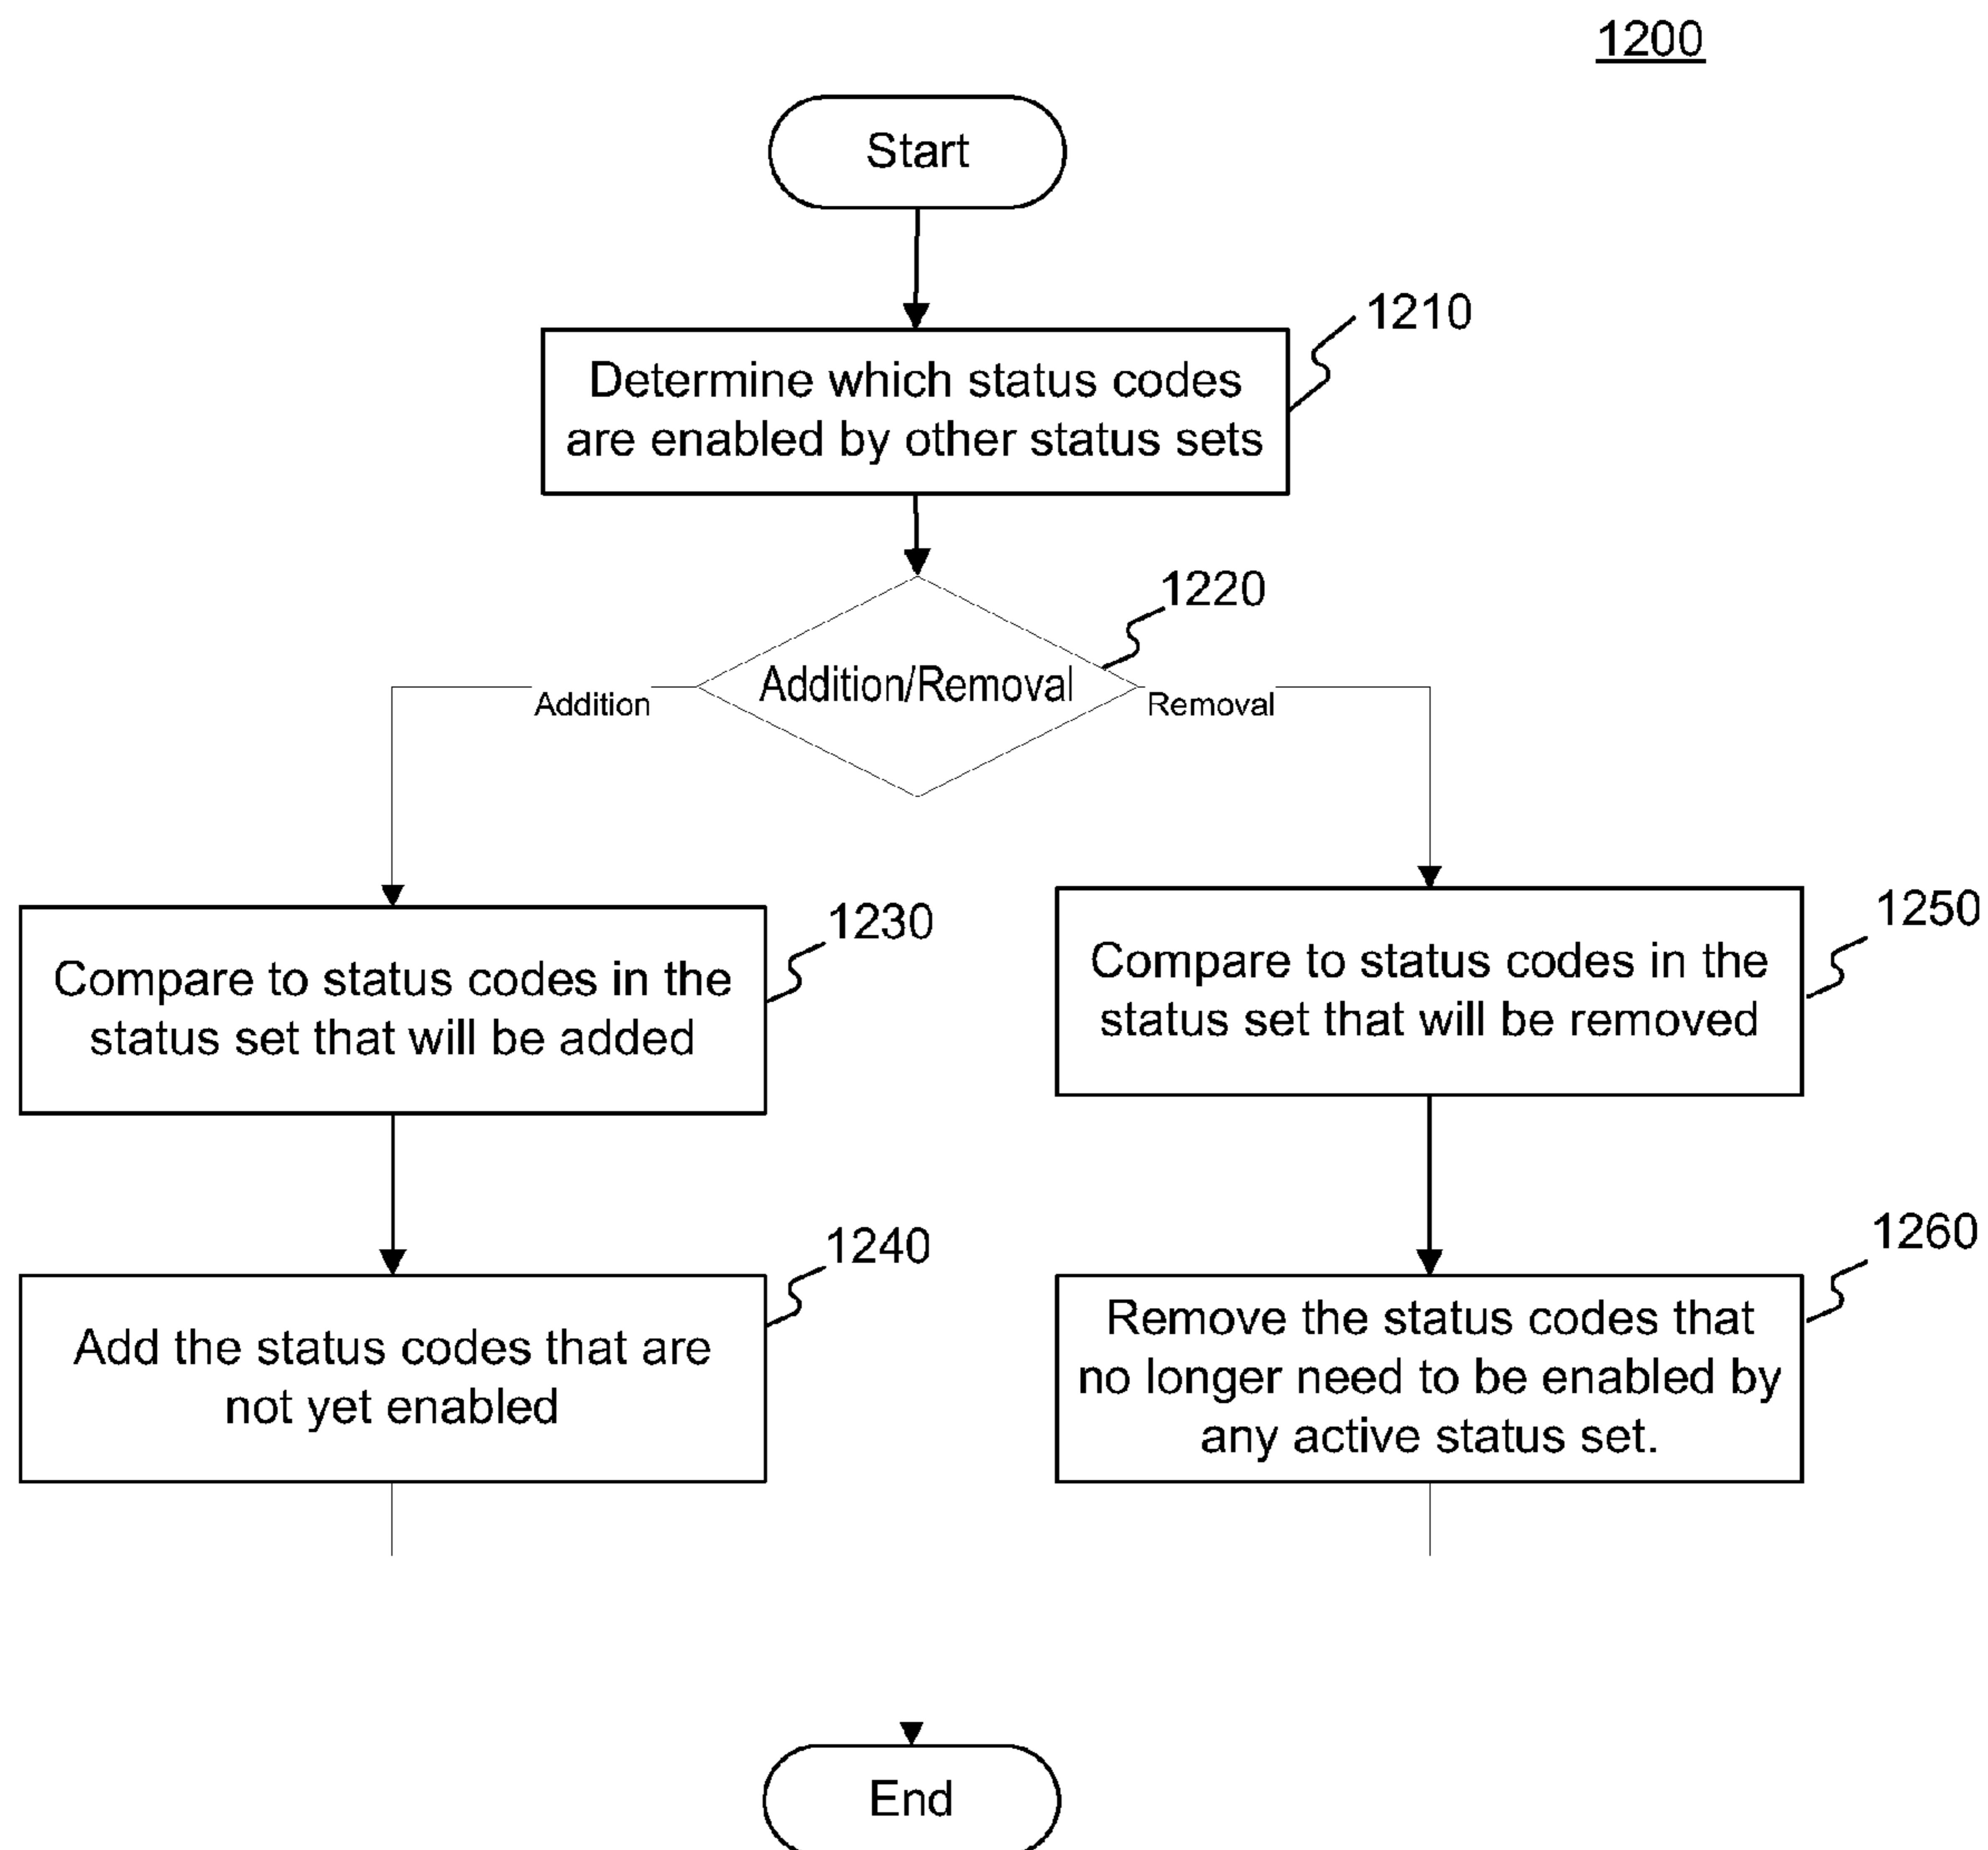 1200
Start
1210
Determine which status codes
are enabled by other status sets
1220
Addition/Removal
Addition
Removal
1230
Compare to status codes in the
status set that will be added
1250
Compare to status codes in the
status set that will be removed
1240
Add the status codes that are
not yet enabled
1260
Remove the status codes that
no longer need to be enabled by
any active status set.
End